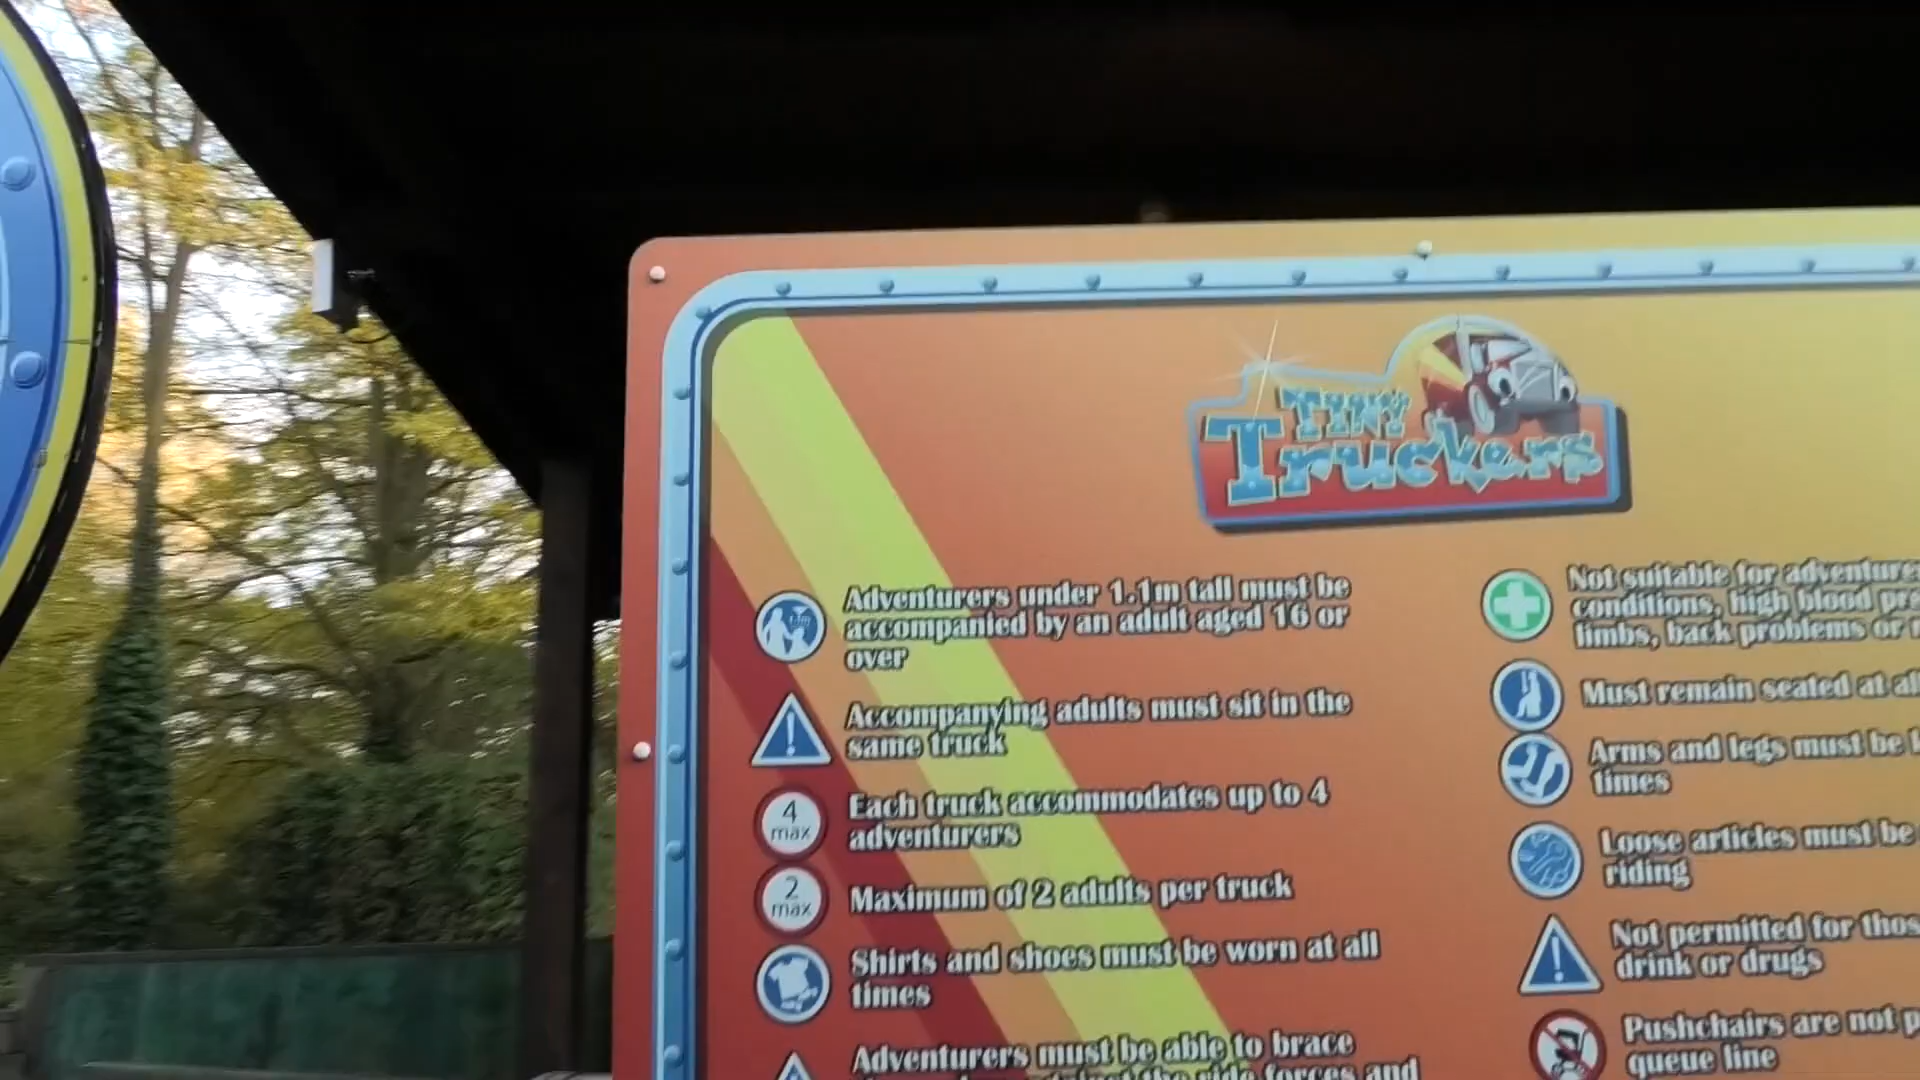 Tiny
Truckers
Adventurers under 1.1m tall must be
accompanied by an adult aged 16 or
over
Accompanying adults must sit in the
same truck
4
max
Each truck accommodates up to 4
adventurers
2
max
Maximum of 2 adults per truck
Shirts and shoes must be worn at all
times
Adventurers must be able to brace
the ride forces and
Not suitable for
conditions, high blood
limbs, back problems or
Must remain seated at
Arms and legs must be
times
Loose articles must be
riding
Not permitted for
drink or drugs
Pushchairs are not
queue line